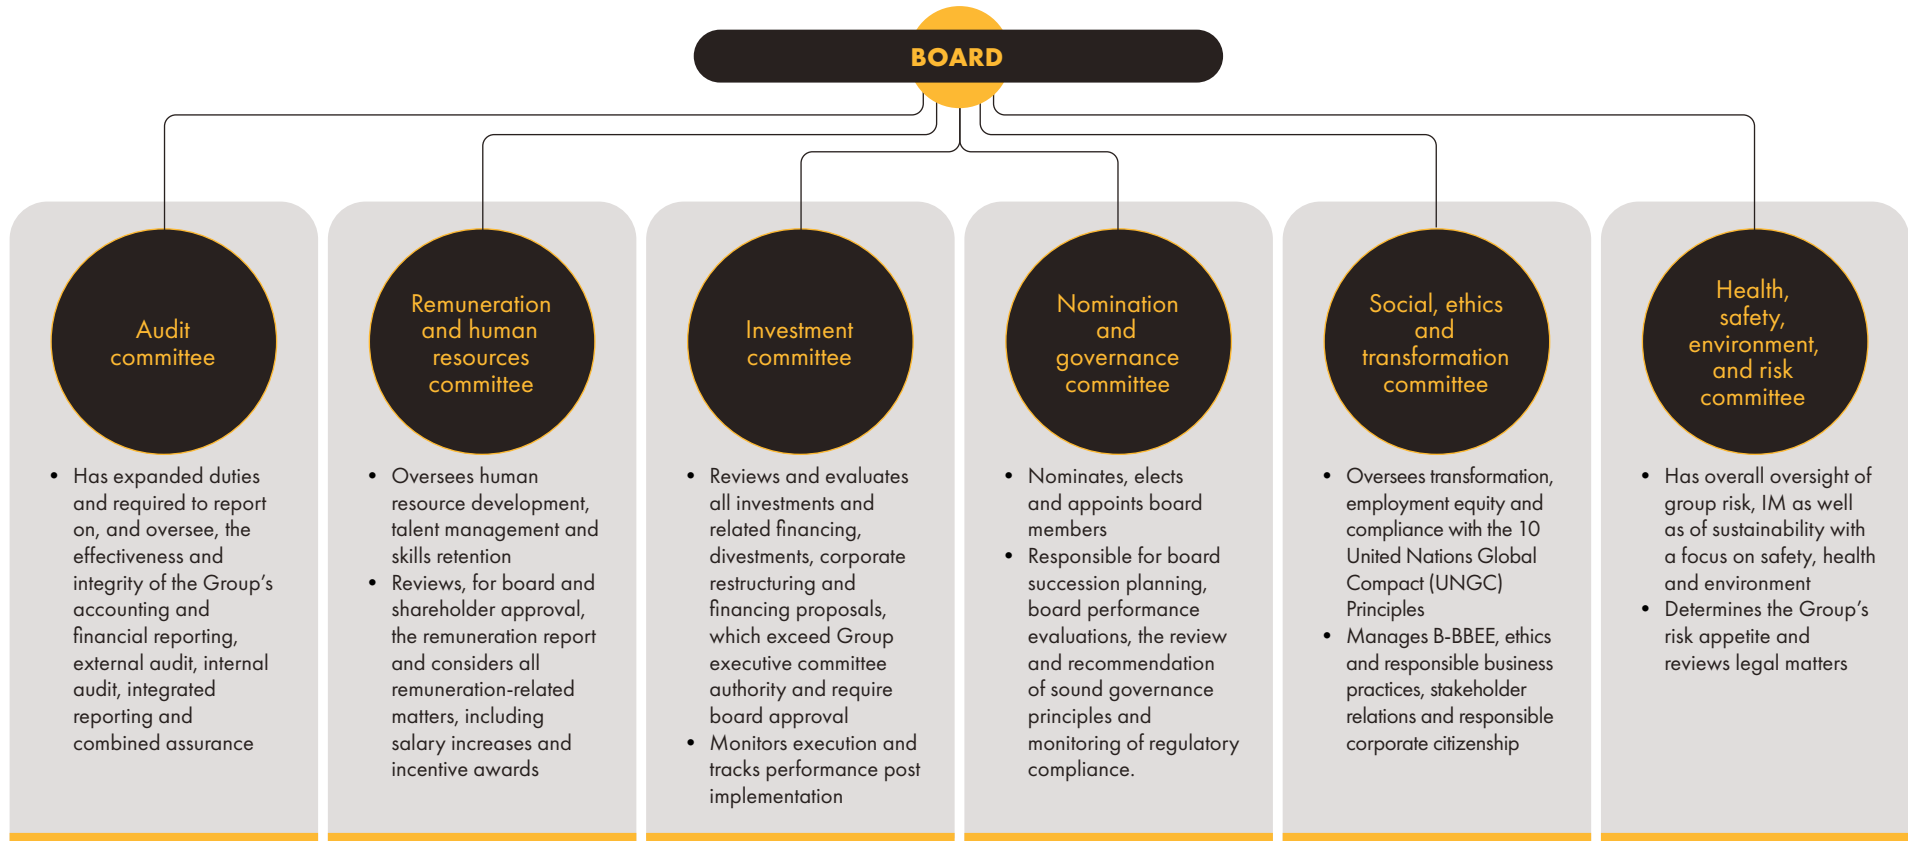 BOARD
Audit
committee
• Has expanded duties
and required to report
on, and oversee, the
effectiveness and
integrity of the Group's
accounting and
financial reporting,
external audit, internal
audit, integrated
reporting and
combined assurance
Remuneration
and human
resources
committee
• Oversees human
resource development,
talent management and
skills retention
• Reviews, for board and
shareholder approval,
the remuneration report
and considers all
remuneration-related
matters, including
salary increases and
incentive awards
Investment
committee
• Reviews and evaluates
all investments and
related financing,
divestments, corporate
restructuring and
financing proposals,
which exceed Group
executive committee
authority and require
board approval
• Monitors execution and
tracks performance post
implementation
Nomination
and
governance
committee
• Nominates, elects
and appoints board
members
• Responsible for board
succession planning,
board performance
evaluations, the review
and recommendation
of sound governance
principles and
monitoring of regulatory
compliance.
Social, ethics
and
transformation
committee
• Oversees transformation,
employment equity and
compliance with the 10
United Nations Global
Compact (UNGC)
Principles
• Manages B-BBEE, ethics
and responsible business
practices, stakeholder
relations and responsible
corporate citizenship
Health,
safety,
environment,
and risk
committee
• Has overall oversight of
group risk, IM as well
as of sustainability with
a focus on safety, health
and environment
• Determines the Group's
risk appetite and
reviews legal matters